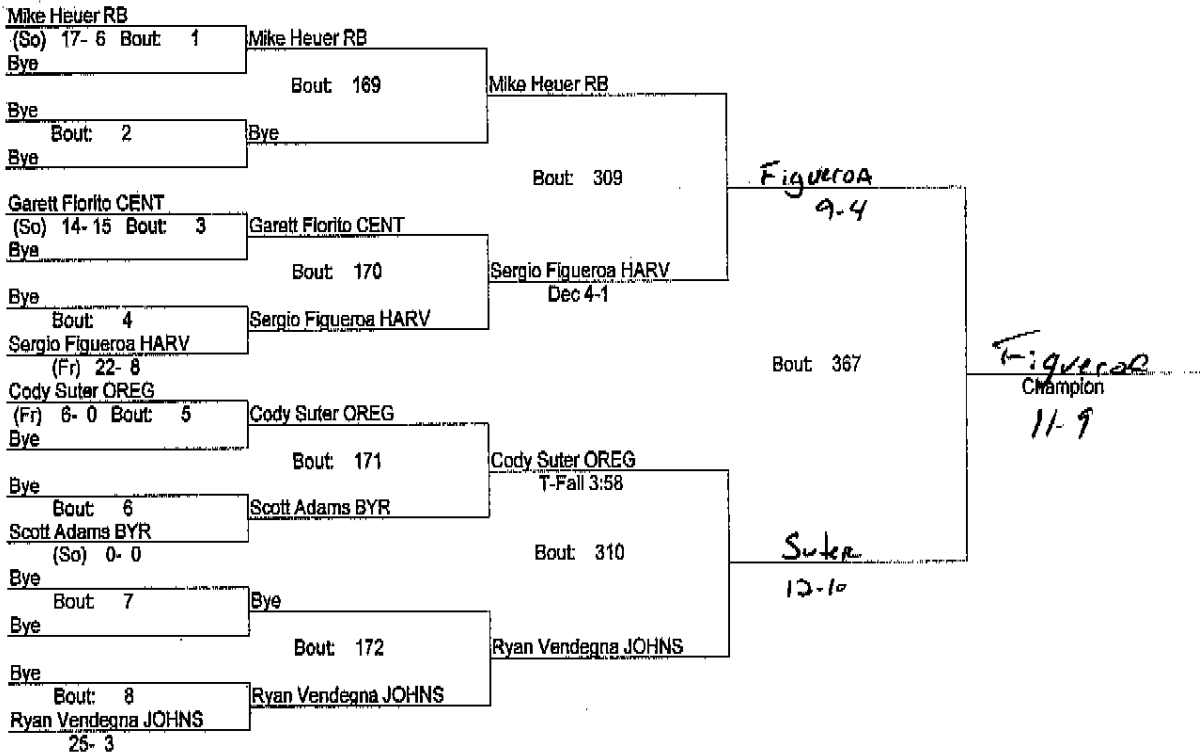 Mike Heuer RB
(So) 17- 6 Bout: 1
Bye
Bye
Bout: 2
Bye
Garett Fiorito CENT
(So) 14- 15 Bout: 3
Bye
Bye
Bout: 4
Sergio Figueroa HARV
(Fr) 22- 8
Cody Suter OREG
(Fr) 6- 0 Bout: 5
Bye
Bye
Bout: 6
Scott Adams BYR
(So) 0- 0
Bye
Bout: 7
Bye
Bye
Bout: 8
Ryan Vendegna JOHNS
25- 3
Mike Heuer RB
Bout: 169
Bye
Garett Fiorito CENT
Bout: 170
Sergio Figueroa HARV
Cody Suter OREG
Bout: 171
Scott Adams BYR
Bye
Bout: 172
Ryan Vendegna JOHNS
Mike Heuer RB
Bout: 309
Sergio Figueroa HARV
Dec 4-1
Cody Suter OREG
T-Fall 3:58
Bout: 310
Ryan Vendegna JOHNS
Figueroa
9-4
Bout: 367
Suter
12-10
Figueroa
Champion
11-9